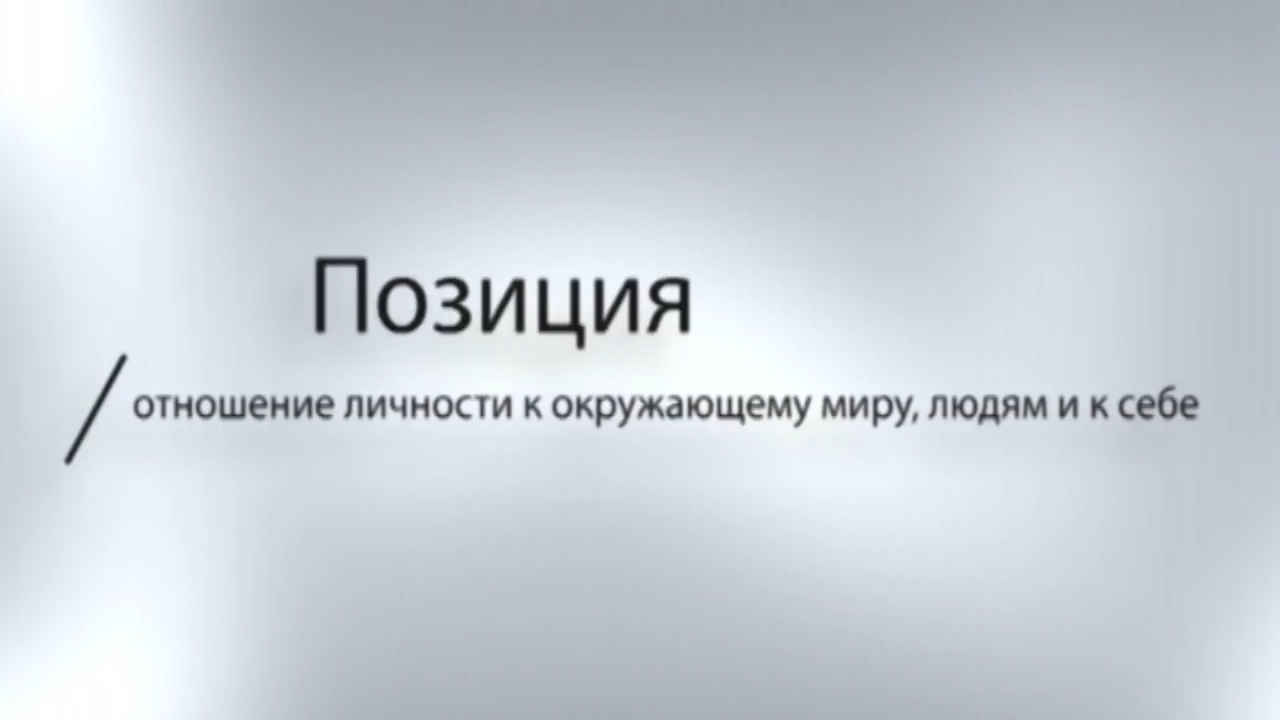 Позиция
отношение личности к окружающему миру, людям и к себе